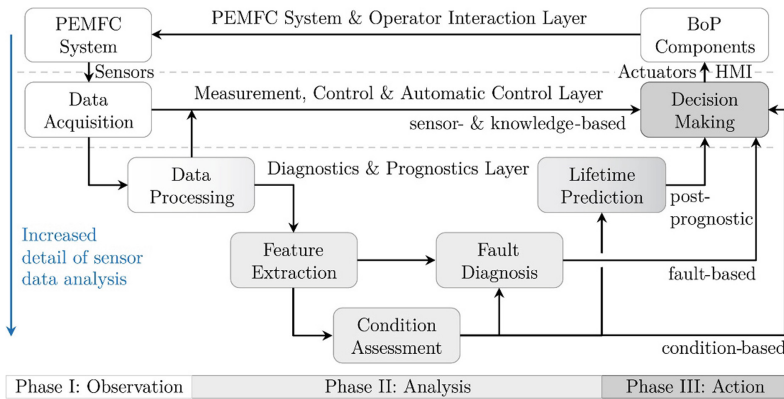 PEMFC
System
PEMFC System & Operator Interaction Layer
BoP
Components
Sensors
Actuators
HMI
Data
Acquisition
Measurement, Control & Automatic Control Layer
sensor- & knowledge-based
Decision
Making
Data
Processing
Diagnostics & Prognostics Layer
Lifetime
Prediction
post-
prognostic
Increased
detail of sensor
data analysis
Feature
Extraction
Fault
Diagnosis
fault-based
Condition
Assessment
condition-based
Phase I: Observation
Phase II: Analysis
Phase III: Action